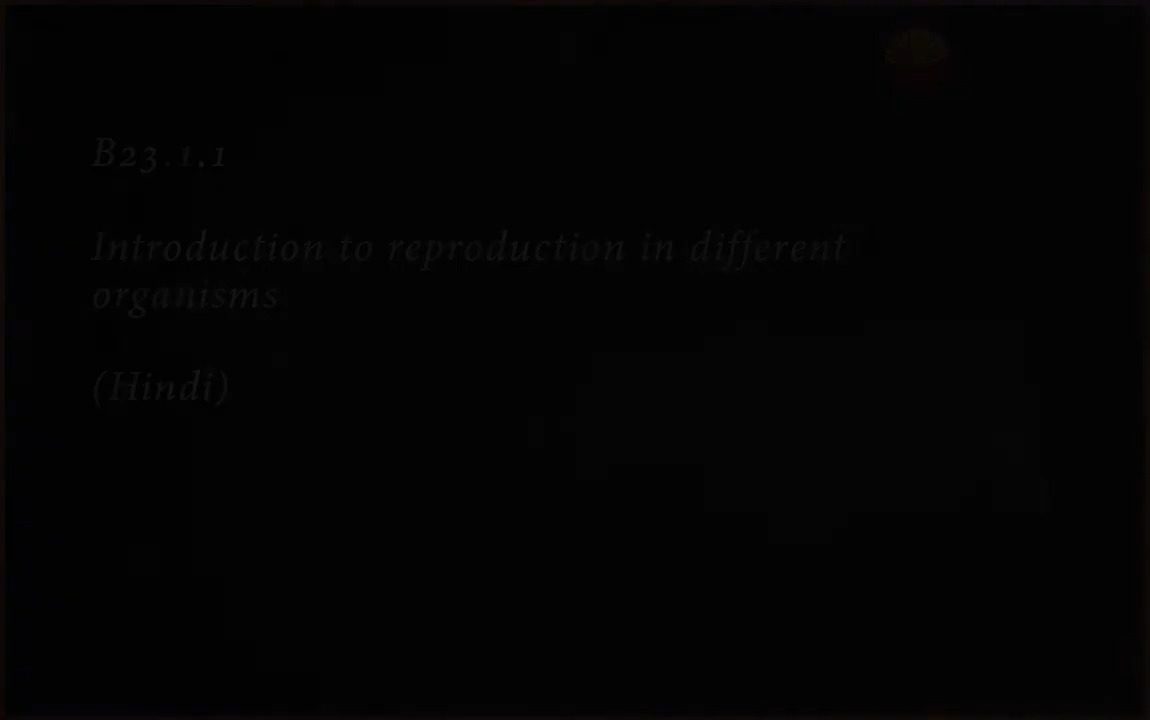 B23.1.1
Introduction to reproduction in different
organisms
(Hindi)